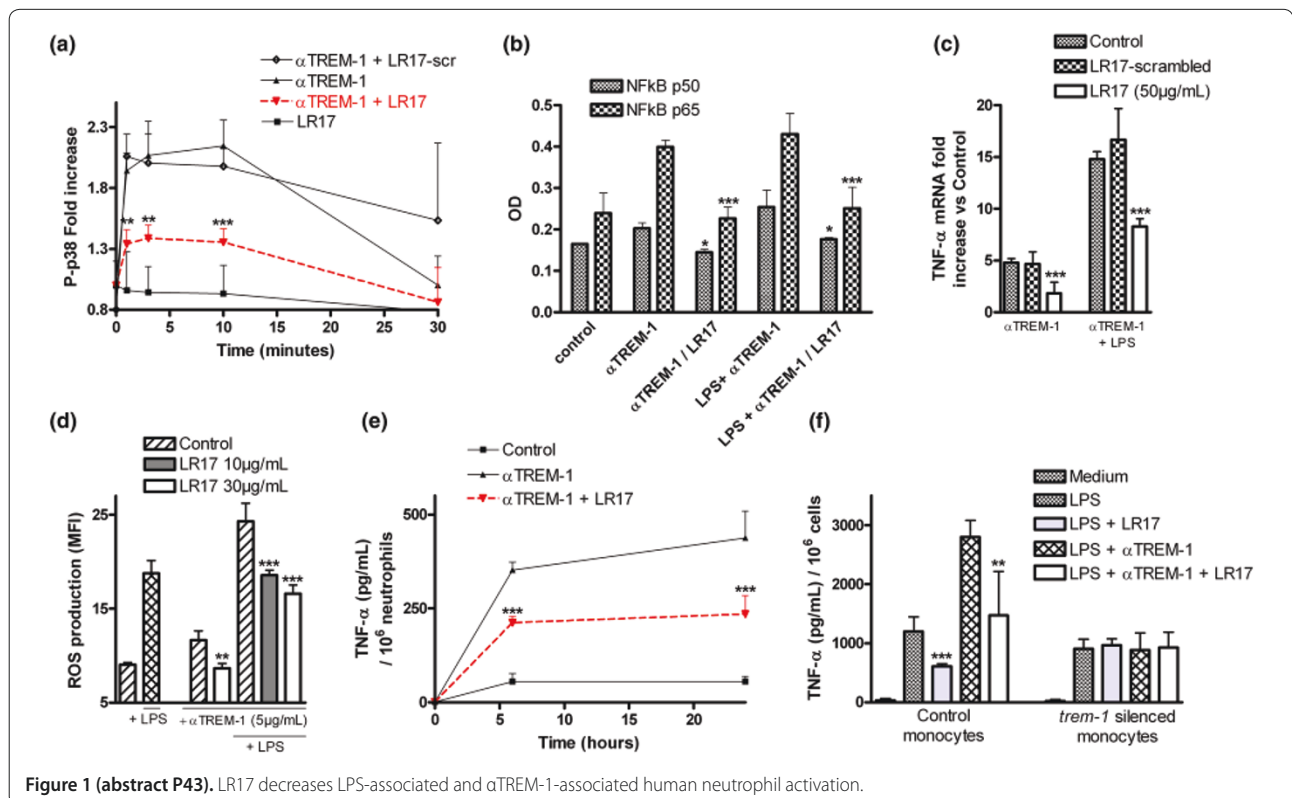 (a)
αTREM-1 + LR17-scr
αTREM-1
αTREM-1 + LR17
LR17
P-p38 Fold increase
2.3
1.8
1.3
0.8
** ** ***
0 5 10 15 20 25 30
Time (minutes)
(b)
NFkB p50
NFkB p65
OD
0.5
0.4
0.3
0.2
0.1
0.0
* *** * ***
control
αTREM-1
αTREM-1 / LR17
LPS+ αTREM-1
LPS + αTREM-1 / LR17
(c)
Control
LR17-scrambled
LR17 (50µg/mL)
TNF-α mRNA fold
increase vs Control
20
15
10
5
0
*** ***
αTREM-1
αTREM-1
+ LPS
(d)
Control
LR17 10µg/mL
LR17 30µg/mL
ROS production (MFI)
25
15
5
** *** ***
+ LPS
+ αTREM-1 (5µg/mL)
+ LPS
(e)
Control
αTREM-1
αTREM-1 + LR17
TNF-α (pg/mL)
/ 10⁶ neutrophils
500
250
0
*** ***
0 5 10 15 20
Time (hours)
(f)
Medium
LPS
LPS + LR17
LPS + αTREM-1
LPS + αTREM-1 + LR17
TNF-α (pg/mL) / 10⁶ cells
3000
2000
1000
0
*** **
Control
monocytes
trem-1 silenced
monocytes
Figure 1 (abstract P43). LR17 decreases LPS-associated and αTREM-1-associated human neutrophil activation.